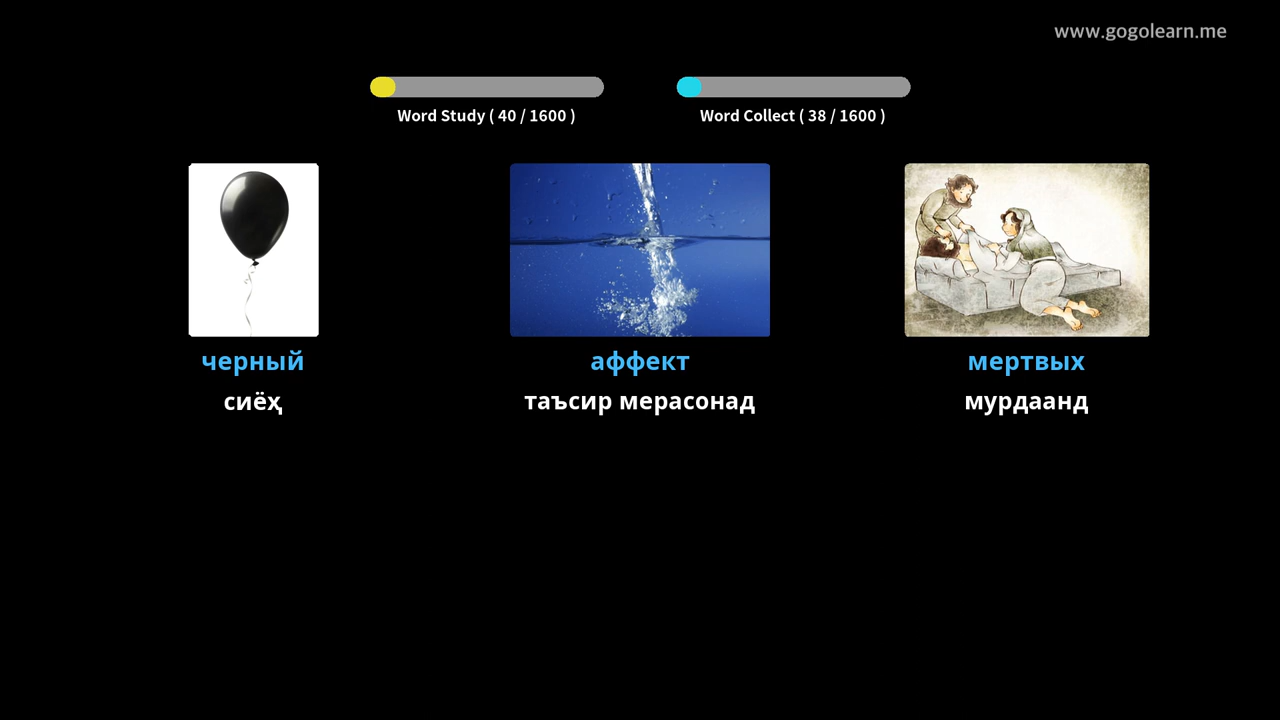 www.gogolearn.me
Word Study ( 40 / 1600 )
Word Collect ( 38 / 1600 )
черный
аффект
мертвых
сиёҳ
таъсир мерасонад
мурдаанд